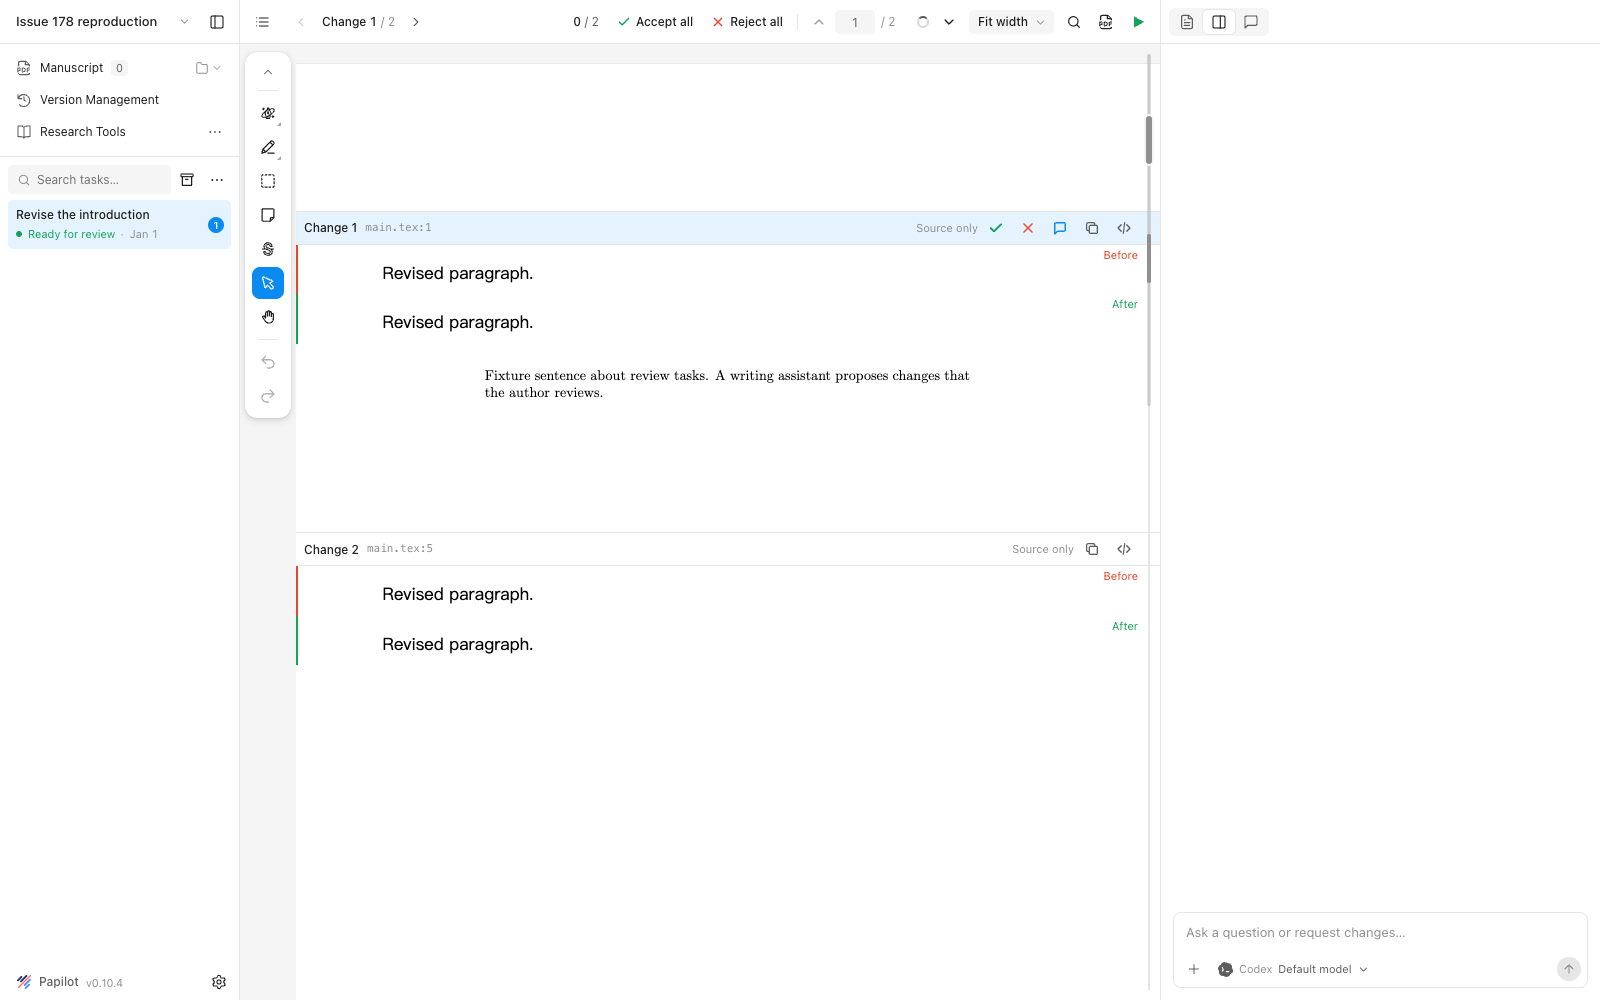 Issue 178 reproduction
Manuscript 0
Version Management
Research Tools
Search tasks...
Revise the introduction
Ready for review · Jan 1
1
Papilot v0.10.4
Change 1 / 2
0 / 2
Accept all
Reject all
1 / 2
Fit width
PDF
Change 1 main.tex:1
Source only
Before
Revised paragraph.
After
Revised paragraph.
Fixture sentence about review tasks. A writing assistant proposes changes that
the author reviews.
Change 2 main.tex:5
Source only
Before
Revised paragraph.
After
Revised paragraph.
Ask a question or request changes...
Codex Default model